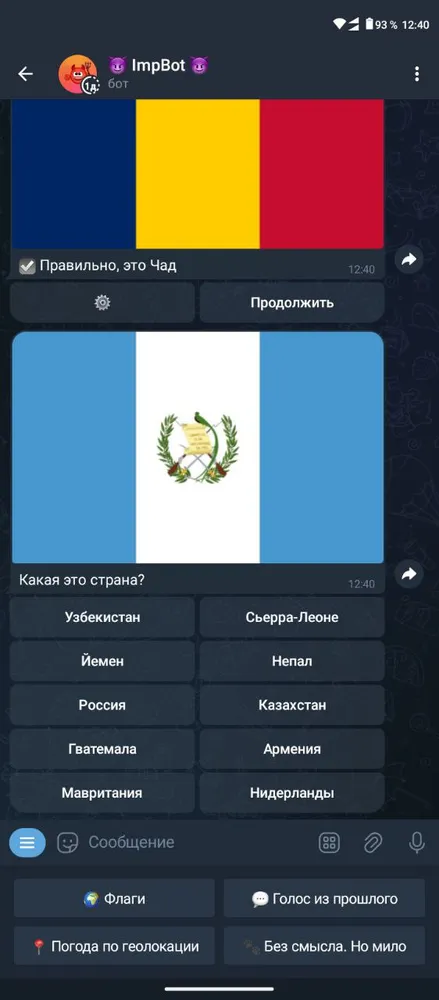 93 % 12:40
😈 ImpBot 😈
1д
бот
☑ Правильно, это Чад
12:40
⚙ Продолжить
Какая это страна?
12:40
Узбекистан Сьерра-Леоне
Йемен Непал
Россия Казахстан
Гватемала Армения
Мавритания Нидерланды
Сообщение
🌍 Флаги 💬 Голос из прошлого
📍 Погода по геолокации 🐾 Без смысла. Но мило